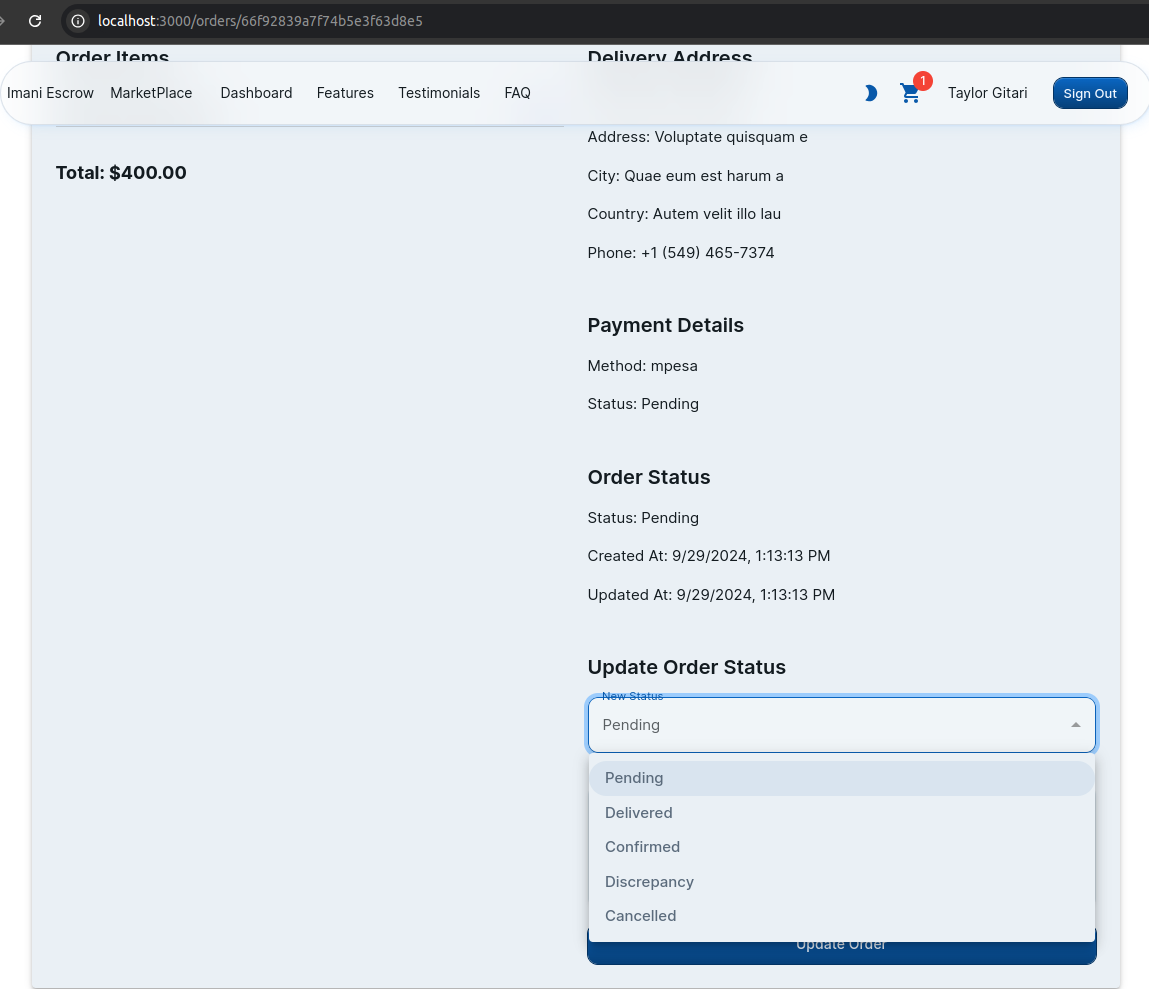 localhost:3000/orders/66f92839a7f74b5e3f63d8e5
Order Items
Delivery Address
Imani Escrow MarketPlace Dashboard Features Testimonials FAQ 1 Taylor Gitari Sign Out
Total: $400.00
Address: Voluptate quisquam e
City: Quae eum est harum a
Country: Autem velit illo lau
Phone: +1 (549) 465-7374
Payment Details
Method: mpesa
Status: Pending
Order Status
Status: Pending
Created At: 9/29/2024, 1:13:13 PM
Updated At: 9/29/2024, 1:13:13 PM
Update Order Status
New Status
Pending
Pending
Delivered
Confirmed
Discrepancy
Cancelled
Update Order